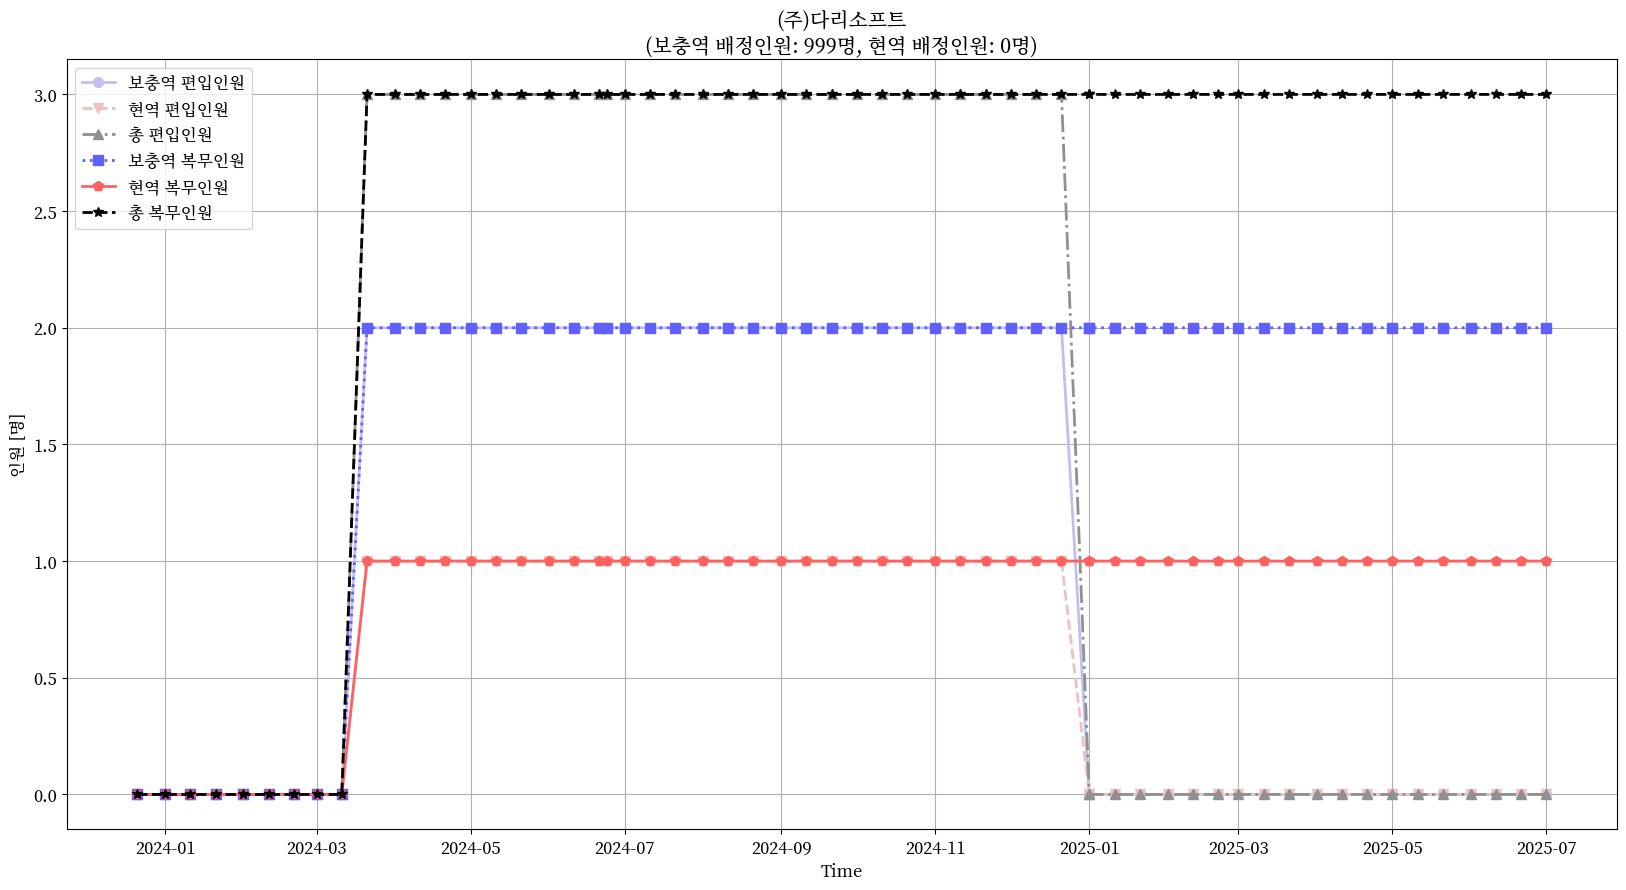 (주)다리소프트
(보충역 배정인원: 999명, 현역 배정인원: 0명)
보충역 편입인원
현역 편입인원
총 편입인원
보충역 복무인원
현역 복무인원
총 복무인원
3.0
2.5
2.0
1.5
1.0
0.5
0.0
인원 [명]
2024-01
2024-03
2024-05
2024-07
2024-09
2024-11
2025-01
2025-03
2025-05
2025-07
Time